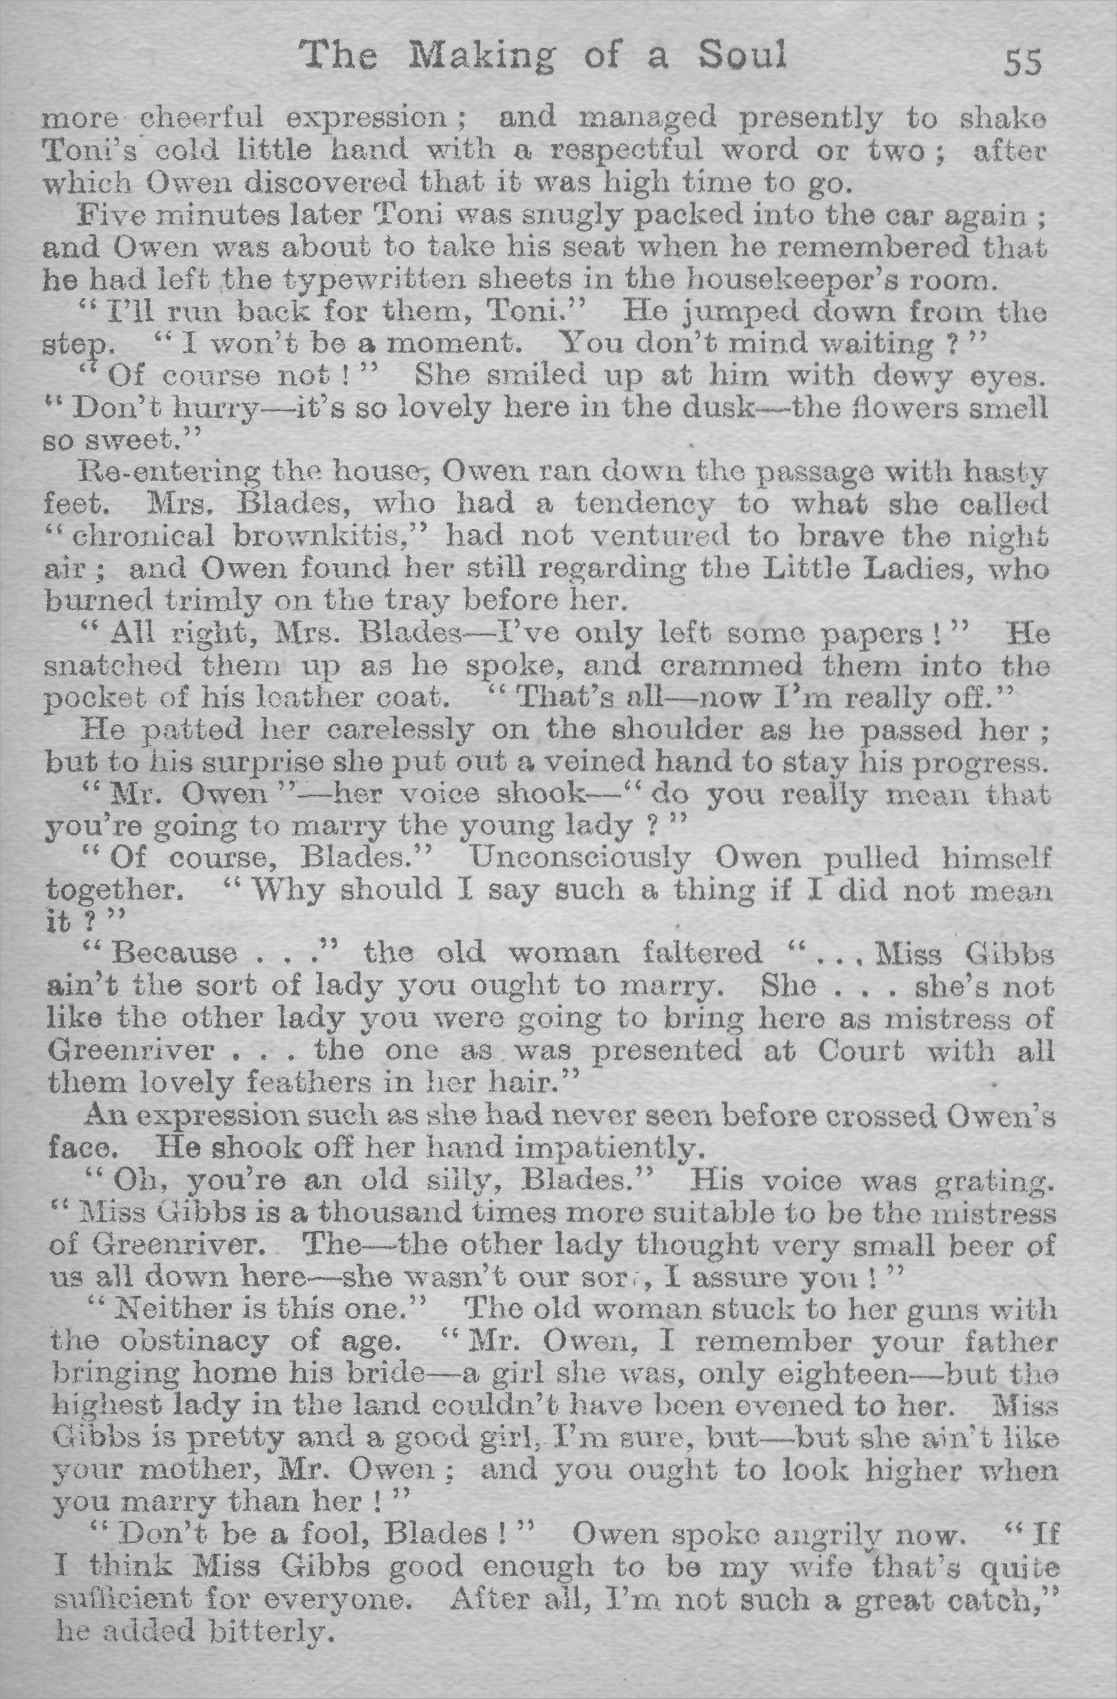 The Making of a Soul 55
more cheerful expression ; and managed presently to shake
Toni's cold little hand with a respectful word or two ; after
which Owen discovered that it was high time to go.
Five minutes later Toni was snugly packed into the car again ;
and Owen was about to take his seat when he remembered that
he had left the typewritten sheets in the housekeeper's room.
“ I'll run back for them, Toni.” He jumped down from the
step. “ I won't be a moment. You don't mind waiting ? ”
“ Of course not ! ” She smiled up at him with dewy eyes.
“ Don't hurry—it's so lovely here in the dusk—the flowers smell
so sweet.”
Re-entering the house, Owen ran down the passage with hasty
feet. Mrs. Blades, who had a tendency to what she called
“ chronical brownkitis,” had not ventured to brave the night
air ; and Owen found her still regarding the Little Ladies, who
burned trimly on the tray before her.
“ All right, Mrs. Blades—I've only left some papers ! ” He
snatched them up as he spoke, and crammed them into the
pocket of his leather coat. “ That's all—now I'm really off.”
He patted her carelessly on the shoulder as he passed her ;
but to his surprise she put out a veined hand to stay his progress.
“ Mr. Owen ”—her voice shook—“ do you really mean that
you're going to marry the young lady ? ”
“ Of course, Blades.” Unconsciously Owen pulled himself
together. “ Why should I say such a thing if I did not mean
it ? ”
“ Because . . .” the old woman faltered “ . . . Miss Gibbs
ain't the sort of lady you ought to marry. She . . . she's not
like the other lady you were going to bring here as mistress of
Greenriver . . . the one as was presented at Court with all
them lovely feathers in her hair.”
An expression such as she had never seen before crossed Owen's
face. He shook off her hand impatiently.
“ Oh, you're an old silly, Blades.” His voice was grating.
“ Miss Gibbs is a thousand times more suitable to be the mistress
of Greenriver. The—the other lady thought very small beer of
us all down here—she wasn't our sor , I assure you ! ”
“ Neither is this one.” The old woman stuck to her guns with
the obstinacy of age. “ Mr. Owen, I remember your father
bringing home his bride—a girl she was, only eighteen—but the
highest lady in the land couldn't have been evened to her. Miss
Gibbs is pretty and a good girl, I'm sure, but—but she ain't like
your mother, Mr. Owen ; and you ought to look higher when
you marry than her ! ”
“ Don't be a fool, Blades ! ” Owen spoke angrily now. “ If
I think Miss Gibbs good enough to be my wife that's quite
sufficient for everyone. After all, I'm not such a great catch,”
he added bitterly.